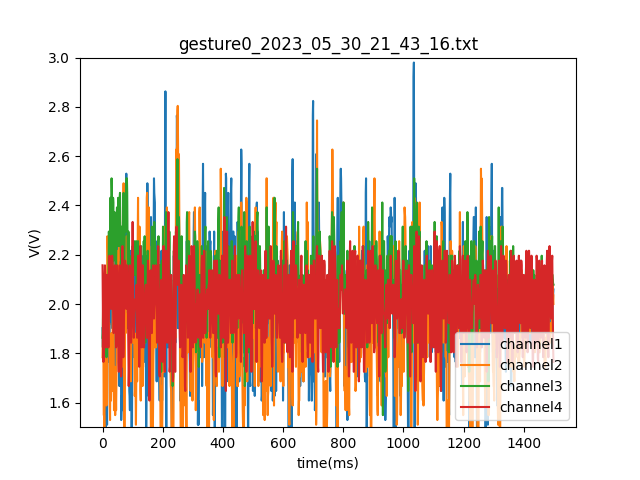 gesture0_2023_05_30_21_43_16.txt
V(V)
3.0
2.8
2.6
2.4
2.2
2.0
1.8
1.6
channel1
channel2
channel3
channel4
0 200 400 600 800 1000 1200 1400
time(ms)